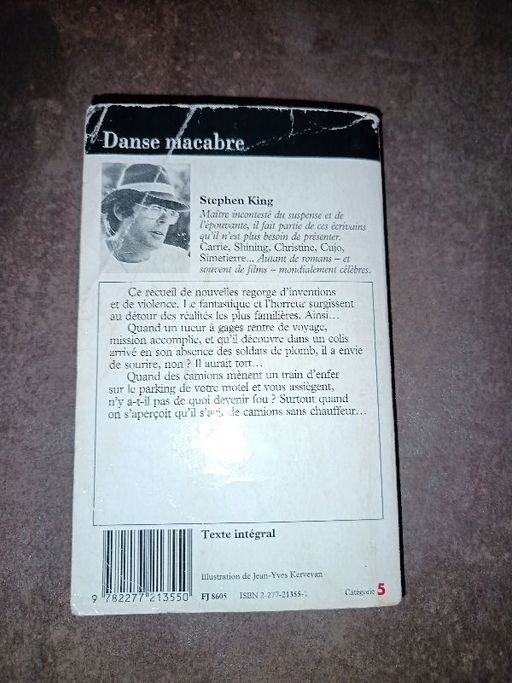 Danse macabre
Stephen King
Maître incontesté du suspense et de
l'épouvante, il fait partie de ces écrivains
qu'il n'est plus besoin de présenter.
Carrie, Shining, Christine, Cujo,
Simetierre... Autant de romans – et
souvent de films – mondialement célèbres.
Ce recueil de nouvelles regorge d'inventions
et de violence. Le fantastique et l'horreur surgissent
au détour des réalités les plus familières. Ainsi...
Quand un tueur à gages rentre de voyage,
mission accomplie, et qu'il découvre dans un colis
arrivé en son absence des soldats de plomb, il a envie
de sourire, non ? Il aurait tort...
Quand des camions mènent un train d'enfer
sur le parking de votre motel et vous assiègent,
n'y a-t-il pas de quoi devenir fou ? Surtout quand
on s'aperçoit qu'il s'agit de camions sans chauffeur...
Texte intégral
Illustration de Jean-Yves Kervevan
9 782277 213550
FJ 8605 ISBN 2-277-21355-
Catégorie 5